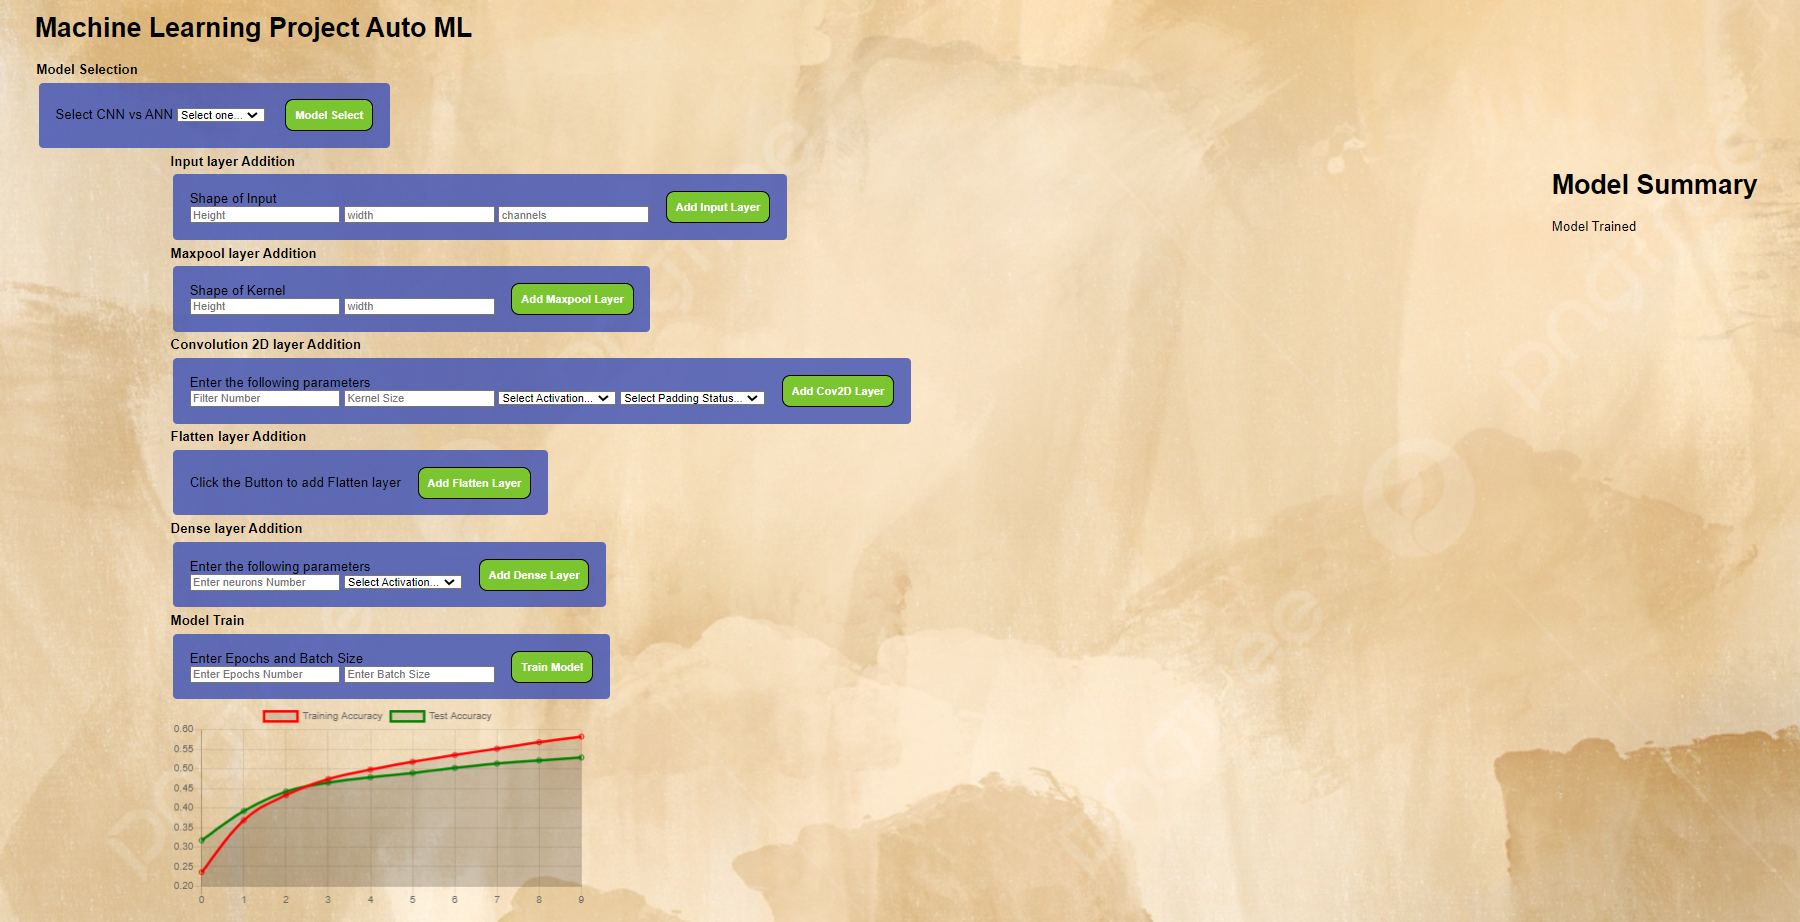 Machine Learning Project Auto ML
Model Selection
Select CNN vs ANN Select one... Model Select
Input layer Addition
Shape of Input
Height width channels Add Input Layer
Maxpool layer Addition
Shape of Kernel
Height width Add Maxpool Layer
Convolution 2D layer Addition
Enter the following parameters
Filter Number Kernel Size Select Activation... Select Padding Status... Add Cov2D Layer
Flatten layer Addition
Click the Button to add Flatten layer Add Flatten Layer
Dense layer Addition
Enter the following parameters
Enter neurons Number Select Activation... Add Dense Layer
Model Train
Enter Epochs and Batch Size
Enter Epochs Number Enter Batch Size Train Model
Training Accuracy Test Accuracy
0.60
0.55
0.50
0.45
0.40
0.35
0.30
0.25
0.20
0 1 2 3 4 5 6 7 8 9
Model Summary
Model Trained
pngtree